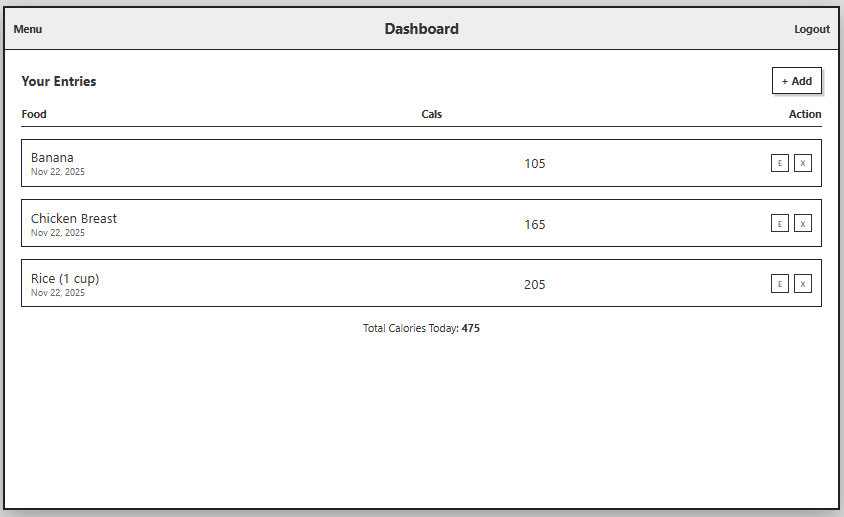 Menu Dashboard Logout
Your Entries + Add
Food Cals Action
Banana
Nov 22, 2025
105 E X
Chicken Breast
Nov 22, 2025
165 E X
Rice (1 cup)
Nov 22, 2025
205 E X
Total Calories Today: 475